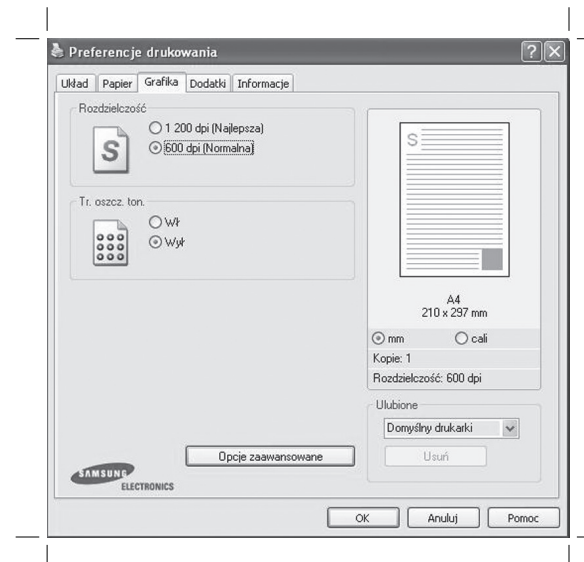 Preferencje drukowania
Układ Papier Grafika Dodatki Informacje
Rozdzielczość
S
1 200 dpi (Najlepsza)
600 dpi (Normalna)
Tr. oszcz. ton.
Wł
Wył
S
A4
210 x 297 mm
mm cali
Kopie: 1
Rozdzielczość: 600 dpi
Ulubione
Domyślny drukarki
Usuń
Opcje zaawansowane
SAMSUNG
ELECTRONICS
OK Anuluj Pomoc